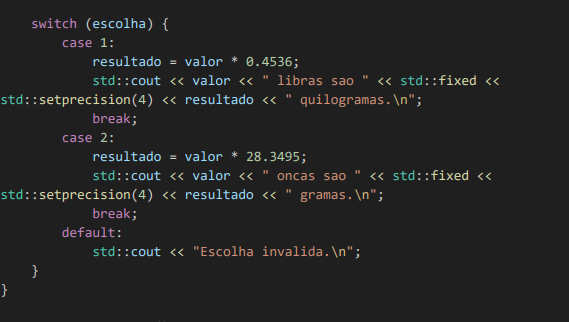 switch (escolha) {
case 1:
resultado = valor * 0.4536;
std::cout << valor << " libras sao " << std::fixed <<
std::setprecision(4) << resultado << " quilogramas.\n";
break;
case 2:
resultado = valor * 28.3495;
std::cout << valor << " oncas sao " << std::fixed <<
std::setprecision(4) << resultado << " gramas.\n";
break;
default:
std::cout << "Escolha invalida.\n";
}
}